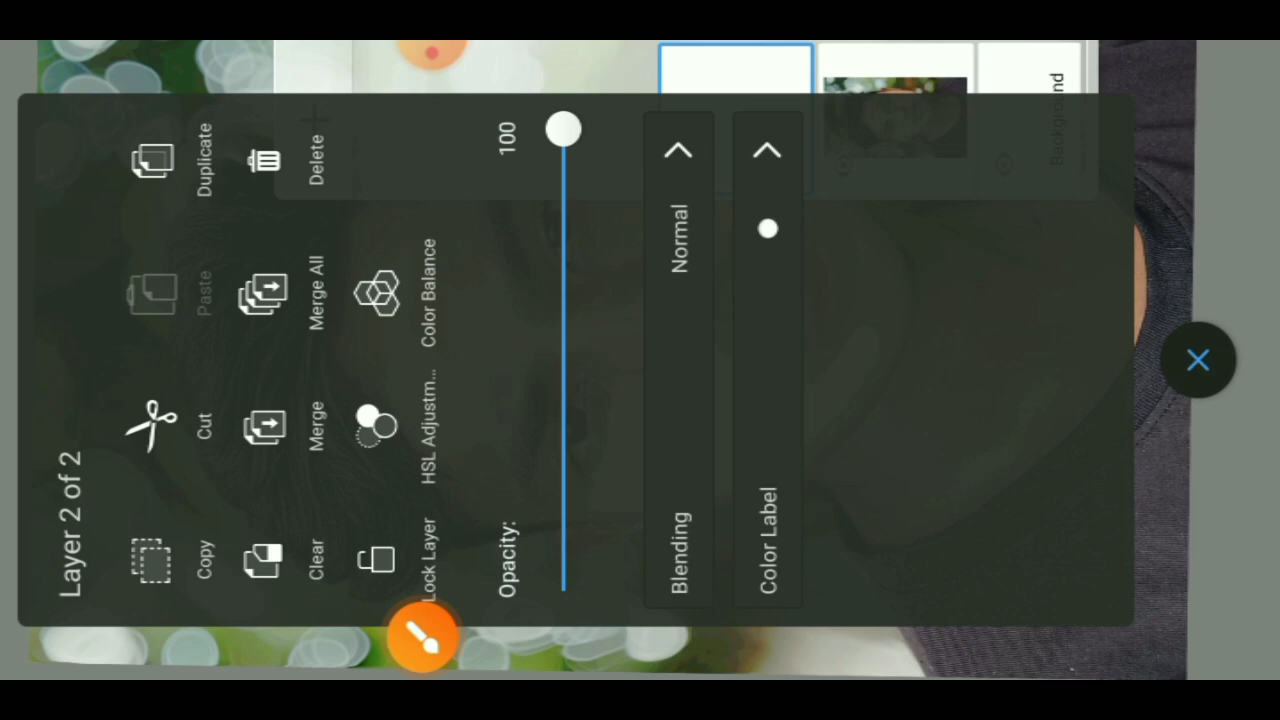 Layer 2 of 2
Copy
Cut
Paste
Duplicate
Clear
Merge
Merge All
Delete
Lock Layer
HSL Adjustm...
Color Balance
Opacity:
100
Blending
Normal
Color Label
Background